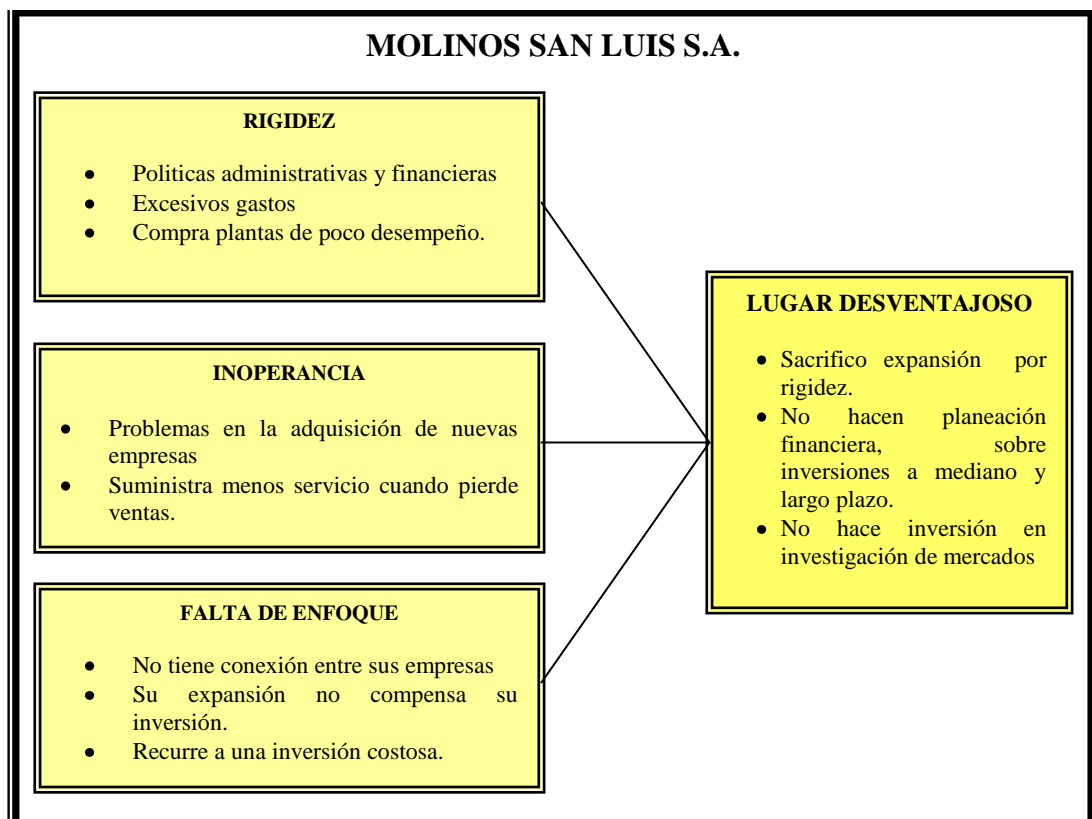 MOLINOS SAN LUIS S.A.
RIGIDEZ
• Politicas administrativas y financieras
• Excesivos gastos
• Compra plantas de poco desempeño.
INOPERANCIA
• Problemas en la adquisición de nuevas
empresas
• Suministra menos servicio cuando pierde
ventas.
FALTA DE ENFOQUE
• No tiene conexión entre sus empresas
• Su expansión no compensa su
inversión.
• Recurre a una inversión costosa.
LUGAR DESVENTAJOSO
• Sacrifico expansión por
rigidez.
• No hacen planeación
financiera, sobre
inversiones a mediano y
largo plazo.
• No hace inversión en
investigación de mercados